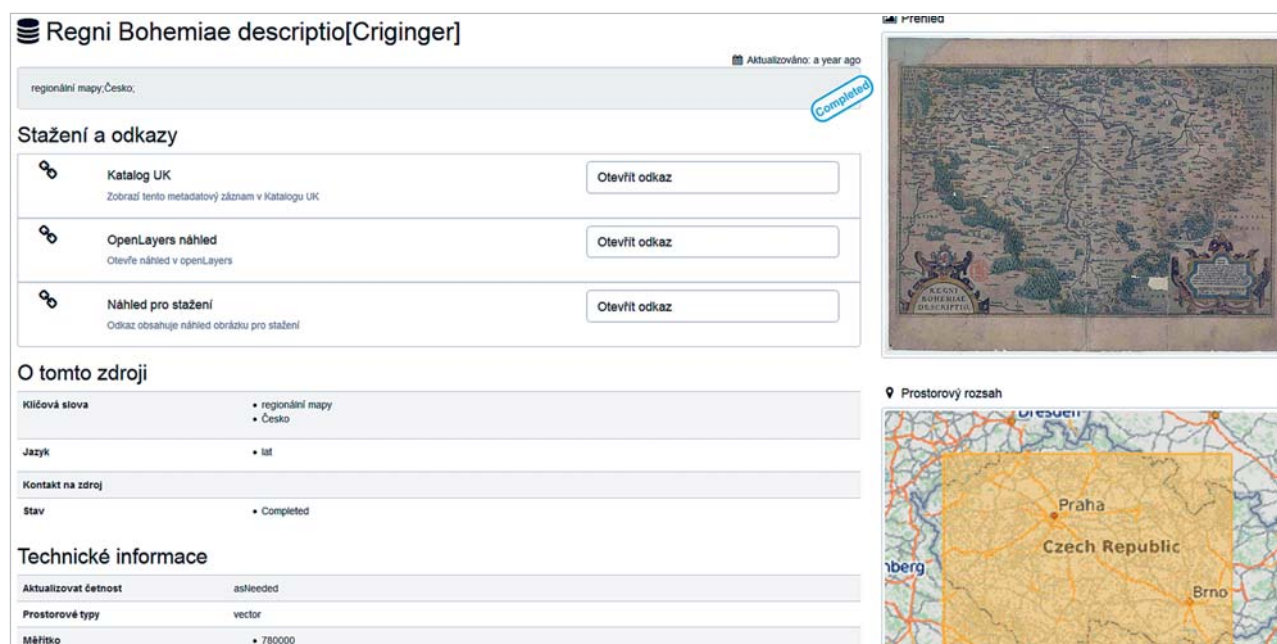 Regni Bohemiae descriptio[Criginger]
Aktualizováno: a year ago
regionální mapy;Česko;
Completed
Stažení a odkazy
Katalog UK
Zobrazí tento metadatový záznam v Katalogu UK
Otevřít odkaz
OpenLayers náhled
Otevře náhled v openLayers
Otevřít odkaz
Náhled pro stažení
Odkaz obsahuje náhled obrázku pro stažení
Otevřít odkaz
O tomto zdroji
Klíčová slova
• regionální mapy
• Česko
Jazyk
• lat
Kontakt na zdroj
Stav
• Completed
Technické informace
Aktualizovat četnost
asNeeded
Prostorové typy
vector
Měřítko
• 780000
Přehled
REGNI
BOHEMIAE
DESCRIPTIO
Prostorový rozsah
Dresden
Praha
Czech Republic
nberg
Brno